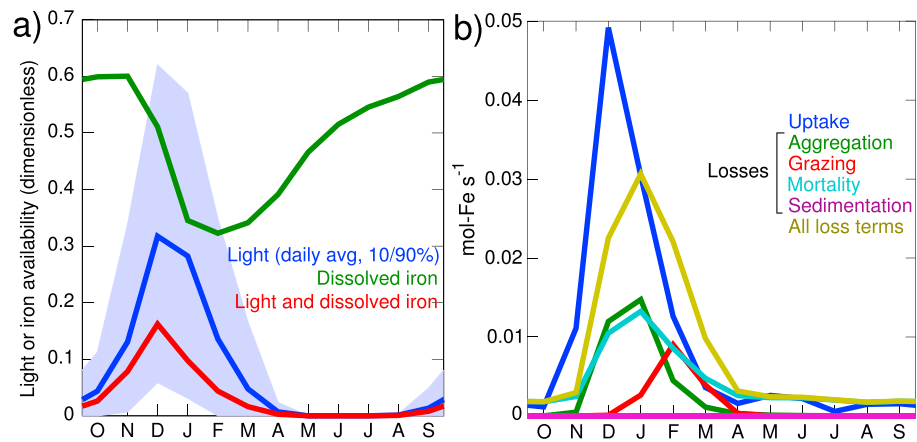 a)
Light or iron availability (dimensionless)
0.7
0.6
0.5
0.4
0.3
0.2
0.1
0
Light (daily avg, 10/90%)
Dissolved iron
Light and dissolved iron
O N D J F M A M J J A S
b)
mol-Fe s⁻¹
0.05
0.04
0.03
0.02
0.01
0
Uptake
Losses
Aggregation
Grazing
Mortality
Sedimentation
All loss terms
O N D J F M A M J J A S